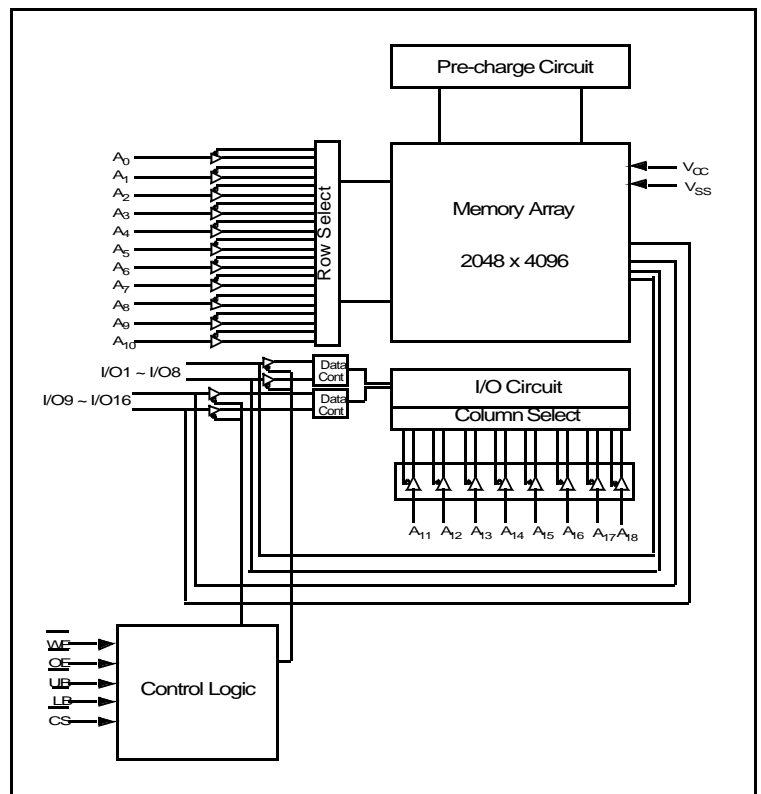 Pre-charge Circuit
A0
A1
A2
A3
A4
A5
A6
A7
A8
A9
A10
Row Select
Memory Array
2048 x 4096
VCC
VSS
I/O1 ~ I/O8
I/O9 ~ I/O16
Data
Cont
Data
Cont
I/O Circuit
Column Select
A11 A12 A13 A14 A15 A16 A17 A18
WE
OE
UB
LB
CS
Control Logic